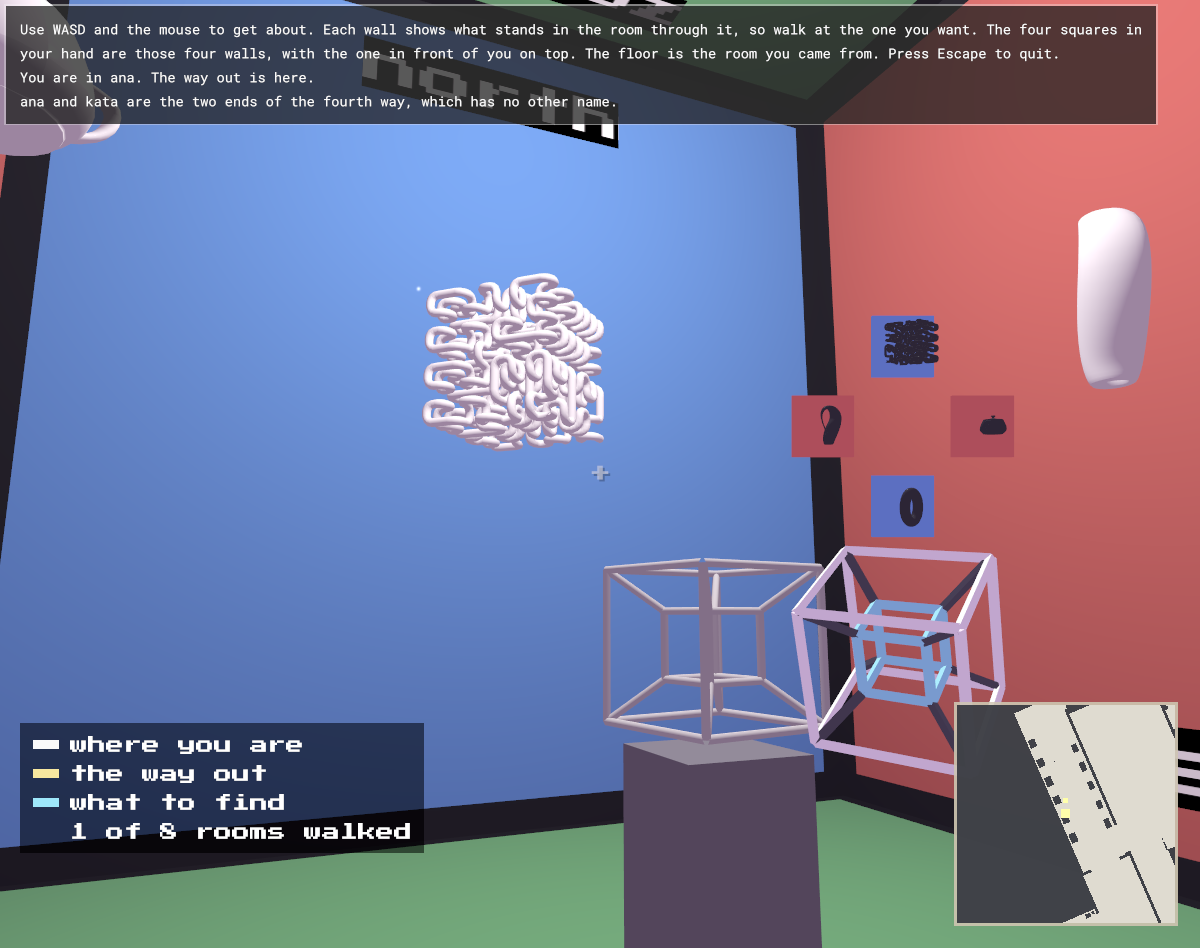 Use WASD and the mouse to get about. Each wall shows what stands in the room through it, so walk at the one you want. The four squares in
your hand are those four walls, with the one in front of you on top. The floor is the room you came from. Press Escape to quit.
You are in ana. The way out is here.
ana and kata are the two ends of the fourth way, which has no other name.
north
where you are
the way out
what to find
1 of 8 rooms walked